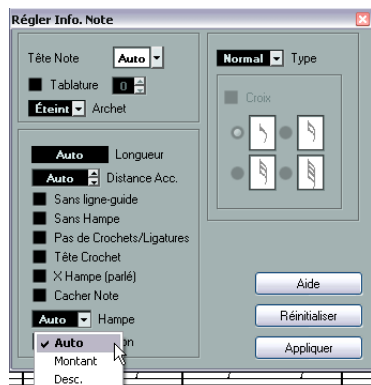 Régler Info. Note
Tête Note Auto
Tablature 0
Éteint Archet
Auto Longueur
Auto Distance Acc.
Sans ligne-guide
Sans Hampe
Pas de Crochets/Ligatures
Tête Crochet
X Hampe (parlé)
Cacher Note
Auto Hampe
Auto
Montant
Desc.
Normal Type
Croix
Aide
Réinitialiser
Appliquer